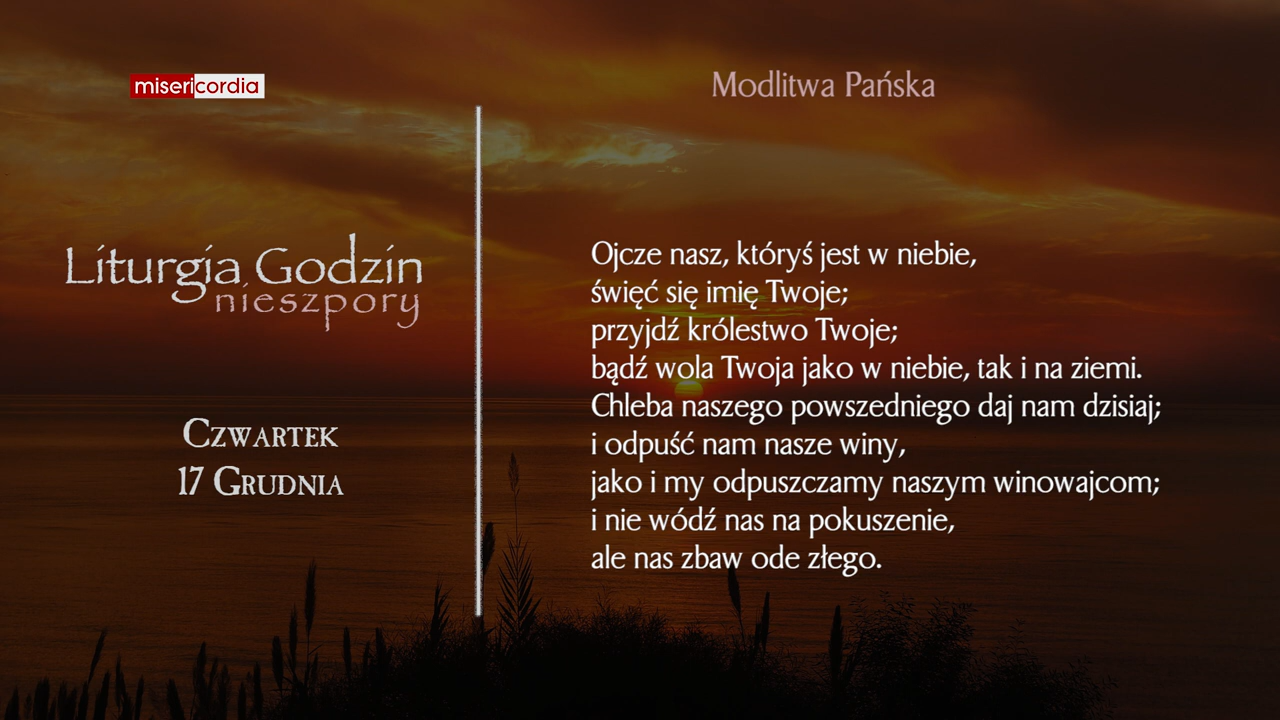 misericordia
Liturgia Godzin
nieszpory
Czwartek
17 Grudnia
Modlitwa Pańska
Ojcze nasz, któryś jest w niebie,
święć się imię Twoje;
przyjdź królestwo Twoje;
bądź wola Twoja jako w niebie, tak i na ziemi.
Chleba naszego powszedniego daj nam dzisiaj;
i odpuść nam nasze winy,
jako i my odpuszczamy naszym winowajcom;
i nie wódź nas na pokuszenie,
ale nas zbaw ode złego.